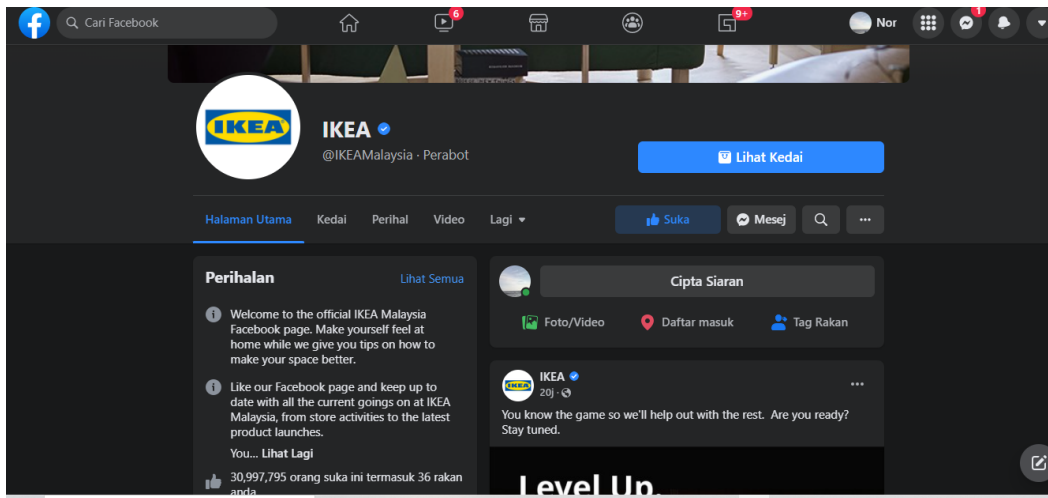 Cari Facebook
6
9+
Nor
1
IKEA
IKEA
@IKEAMalaysia · Perabot
Lihat Kedai
Halaman Utama
Kedai
Perihal
Video
Lagi
Suka
Mesej
Perihalan
Lihat Semua
Welcome to the official IKEA Malaysia
Facebook page. Make yourself feel at
home while we give you tips on how to
make your space better.
Like our Facebook page and keep up to
date with all the current goings on at IKEA
Malaysia, from store activities to the latest
product launches.
You... Lihat Lagi
30,997,795 orang suka ini termasuk 36 rakan
anda
Cipta Siaran
Foto/Video
Daftar masuk
Tag Rakan
IKEA
IKEA
20j ·
You know the game so we'll help out with the rest. Are you ready?
Stay tuned.
Level Up.